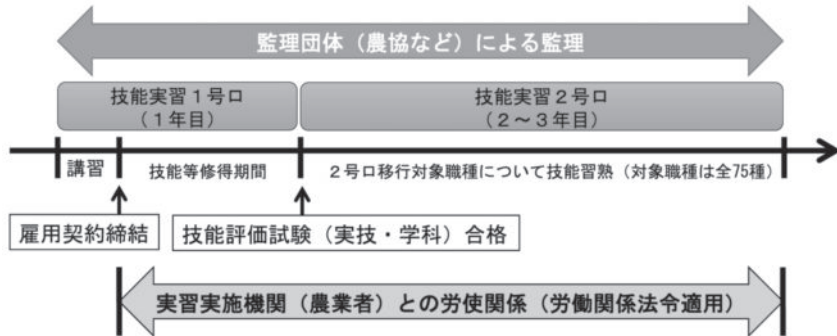 監理団体（農協など）による監理
技能実習１号ロ
（１年目）
技能実習２号ロ
（２～３年目）
講習
技能等修得期間
２号ロ移行対象職種について技能習熟（対象職種は全75種）
雇用契約締結
技能評価試験（実技・学科）合格
実習実施機関（農業者）との労使関係（労働関係法令適用）